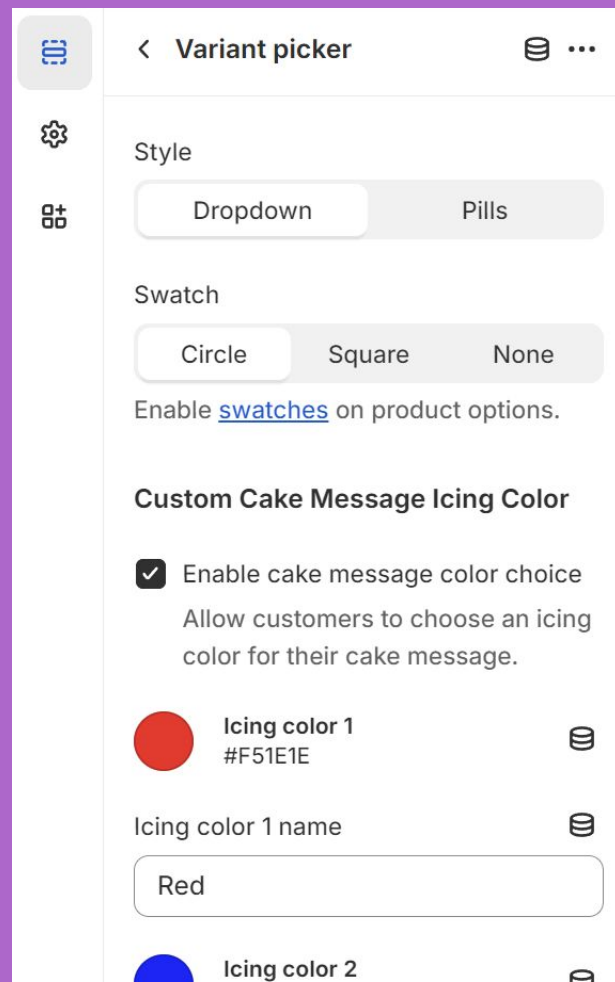 Variant picker
Style
Dropdown Pills
Swatch
Circle Square None
Enable swatches on product options.
Custom Cake Message Icing Color
Enable cake message color choice
Allow customers to choose an icing
color for their cake message.
Icing color 1
#F51E1E
Icing color 1 name
Red
Icing color 2